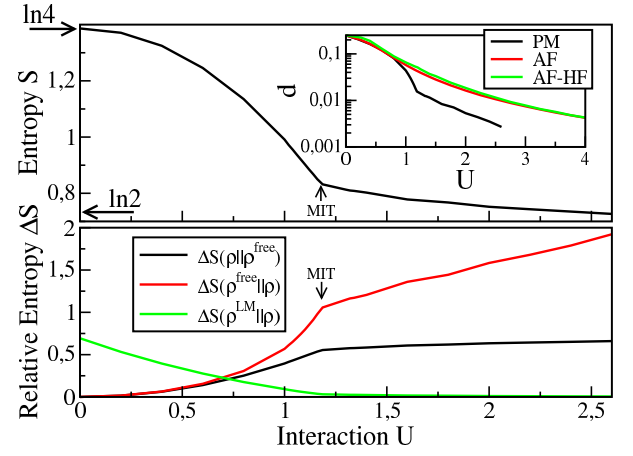 ln4
Entropy S
1,2
1
0.8
ln2
MIT
d
0.1
0,01
0,001
0
1
2
3
4
U
PM
AF
AF-HF
Relative Entropy ΔS
2
1,5
1
0,5
0
ΔS(ρ||ρ^free)
ΔS(ρ^free||ρ)
ΔS(ρ^LM||ρ)
MIT
0
0,5
1
1,5
2
2,5
Interaction U